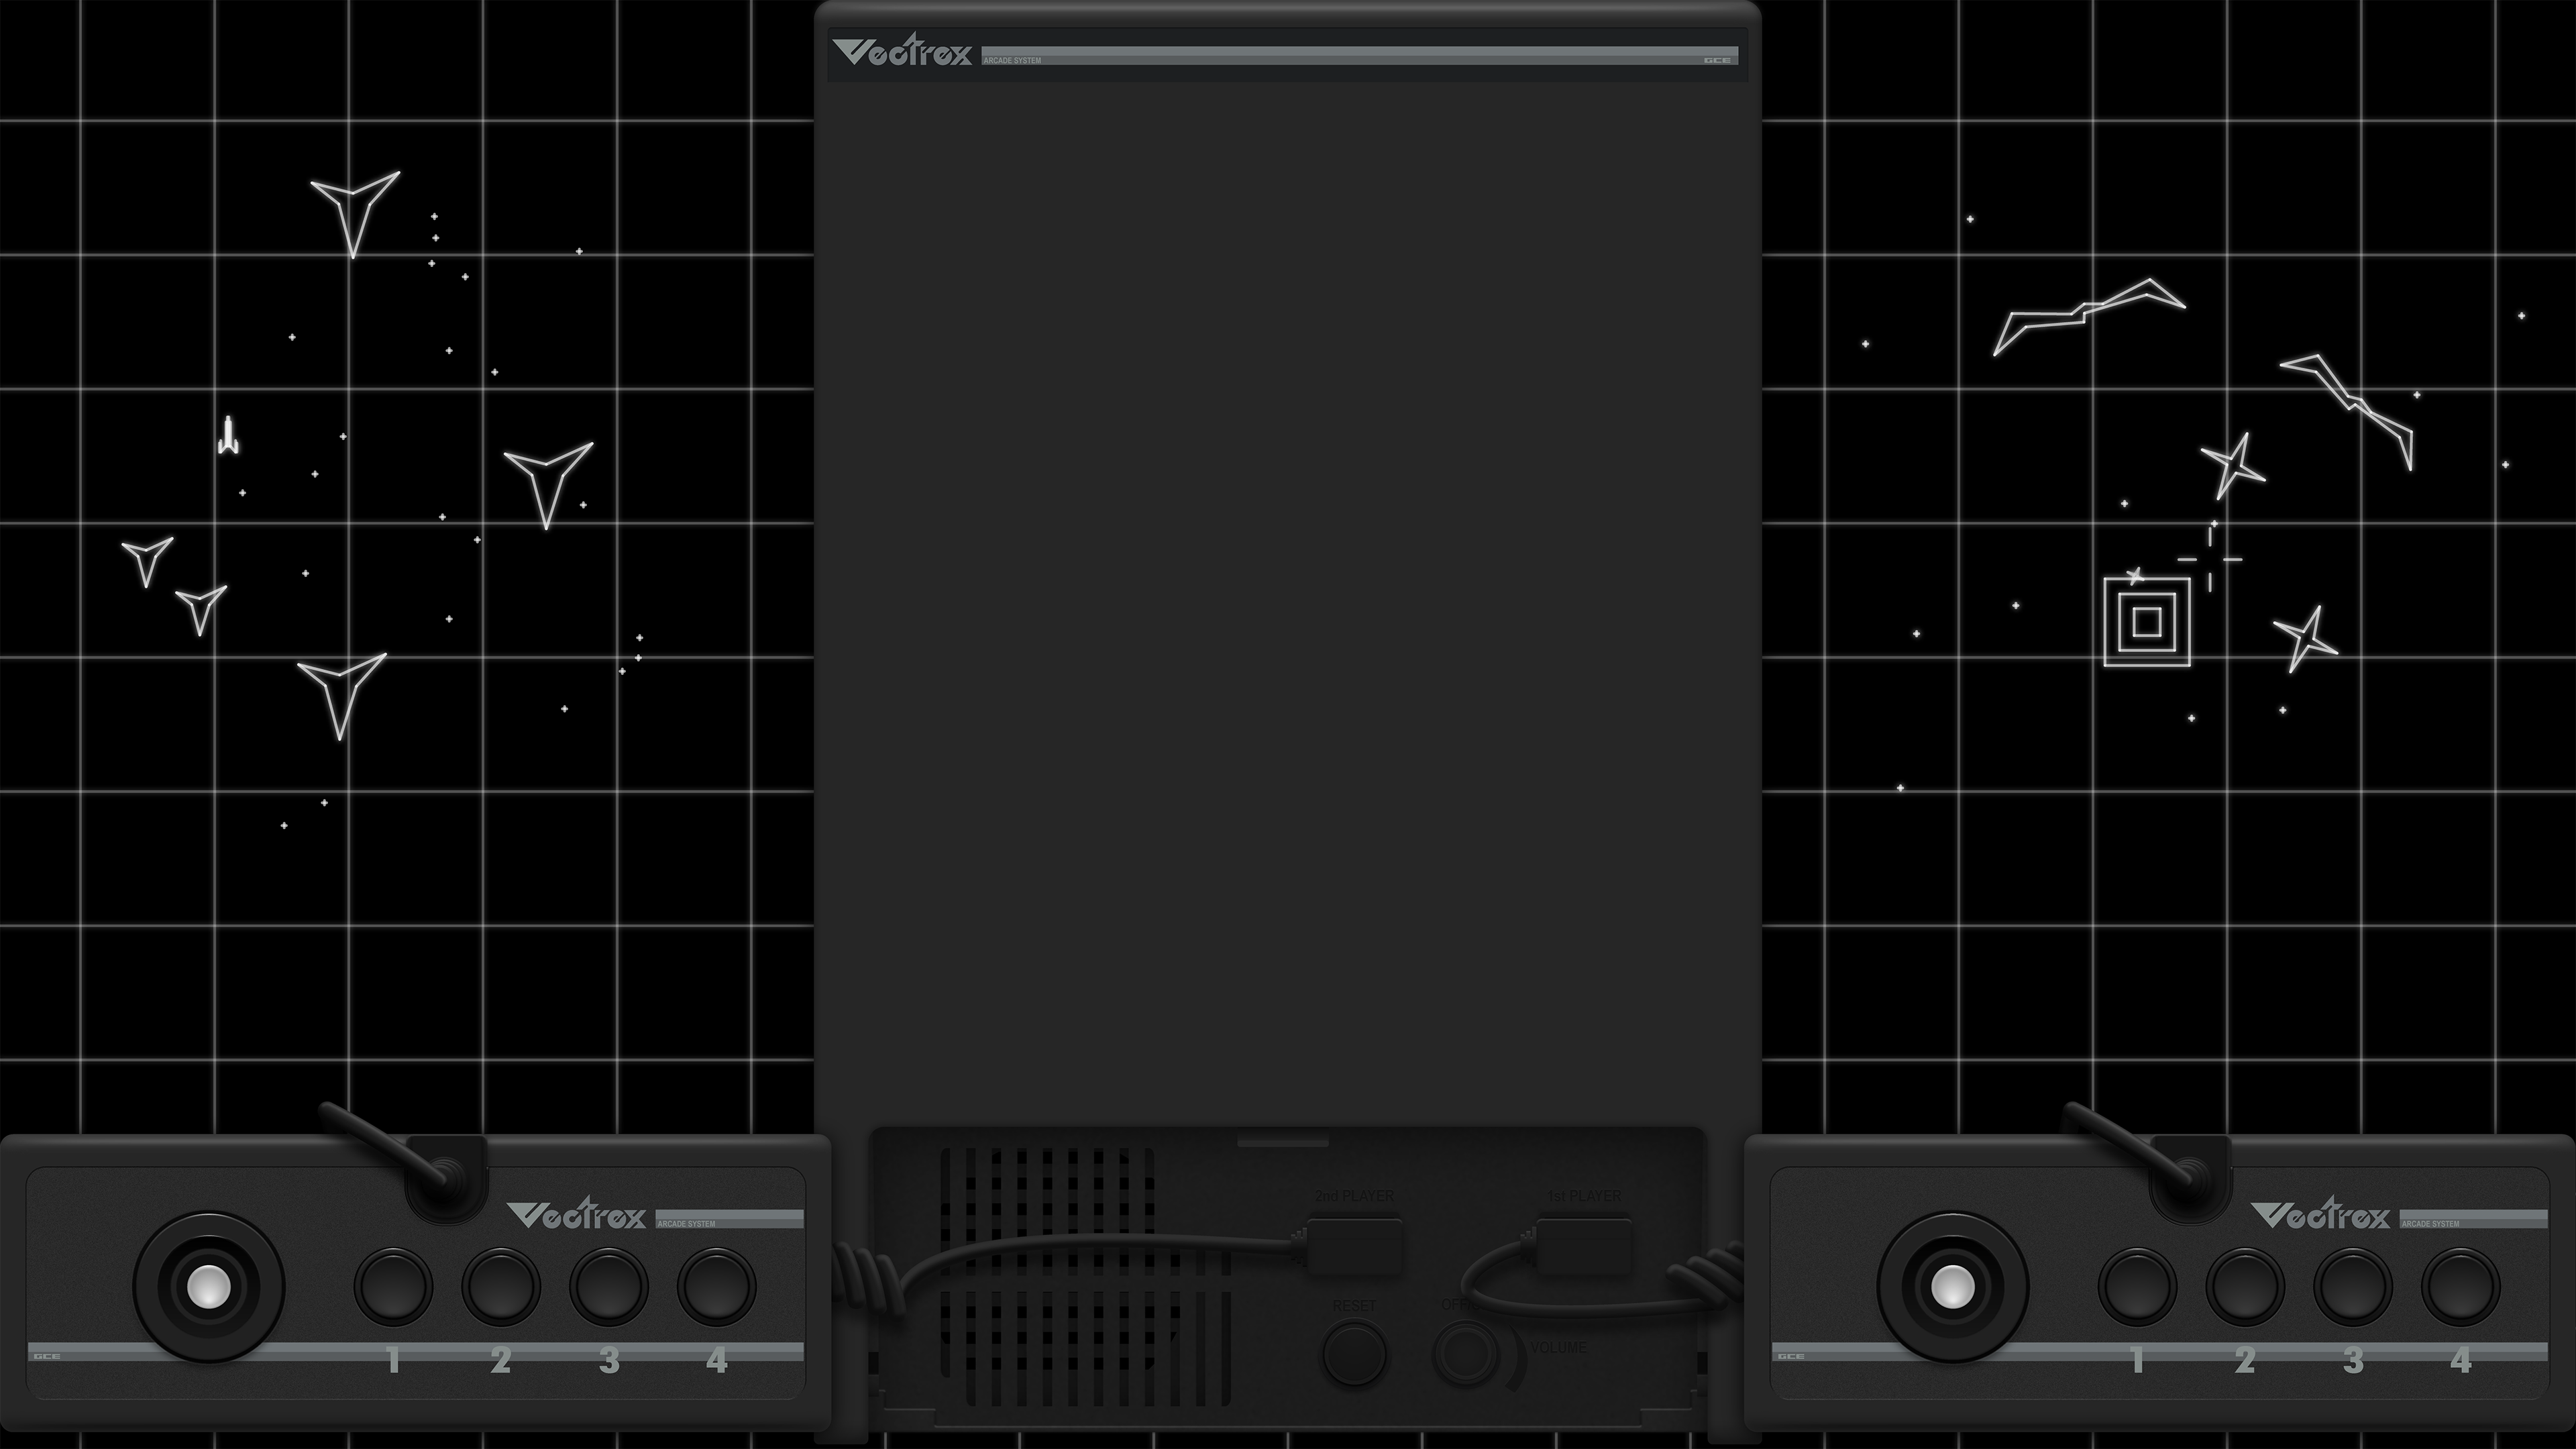 Vectrex ARCADE SYSTEM GCE
2nd PLAYER 1st PLAYER
Vectrex ARCADE SYSTEM
Vectrex ARCADE SYSTEM
RESET
VOLUME
GCE 1 2 3 4
GCE 1 2 3 4